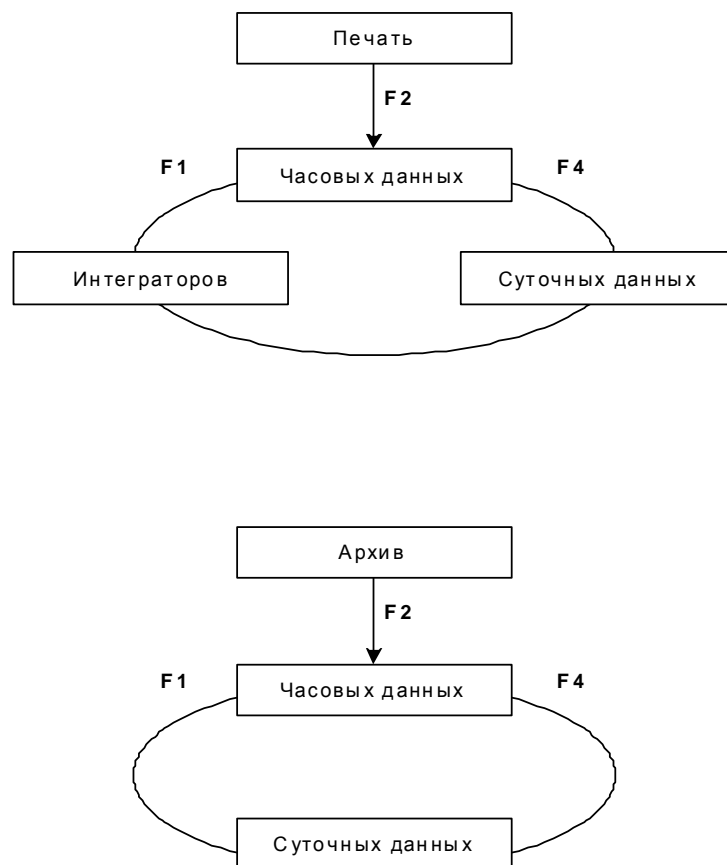 Печать
F2
F1
Часовых данных
F4
Интеграторов
Суточных данных
Архив
F2
F1
Часовых данных
F4
Суточных данных